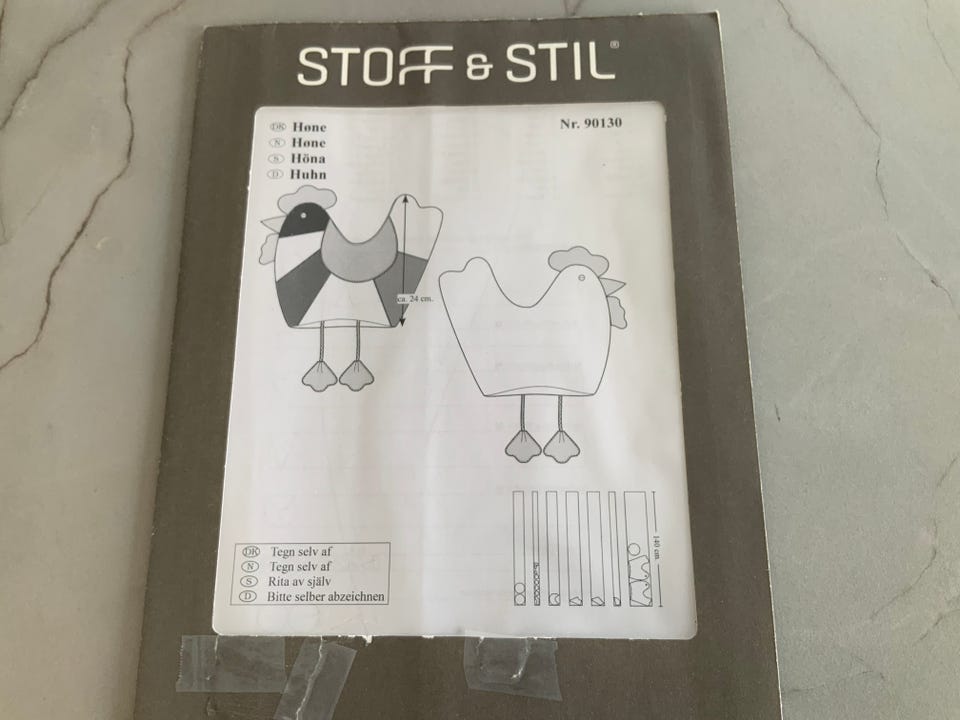 STOFF & STIL®
DK Høne
N Høne
S Höna
D Huhn
Nr. 90130
ca. 24 cm.
140 cm.
DK Tegn selv af
N Tegn selv af
S Rita av själv
D Bitte selber abzeichnen